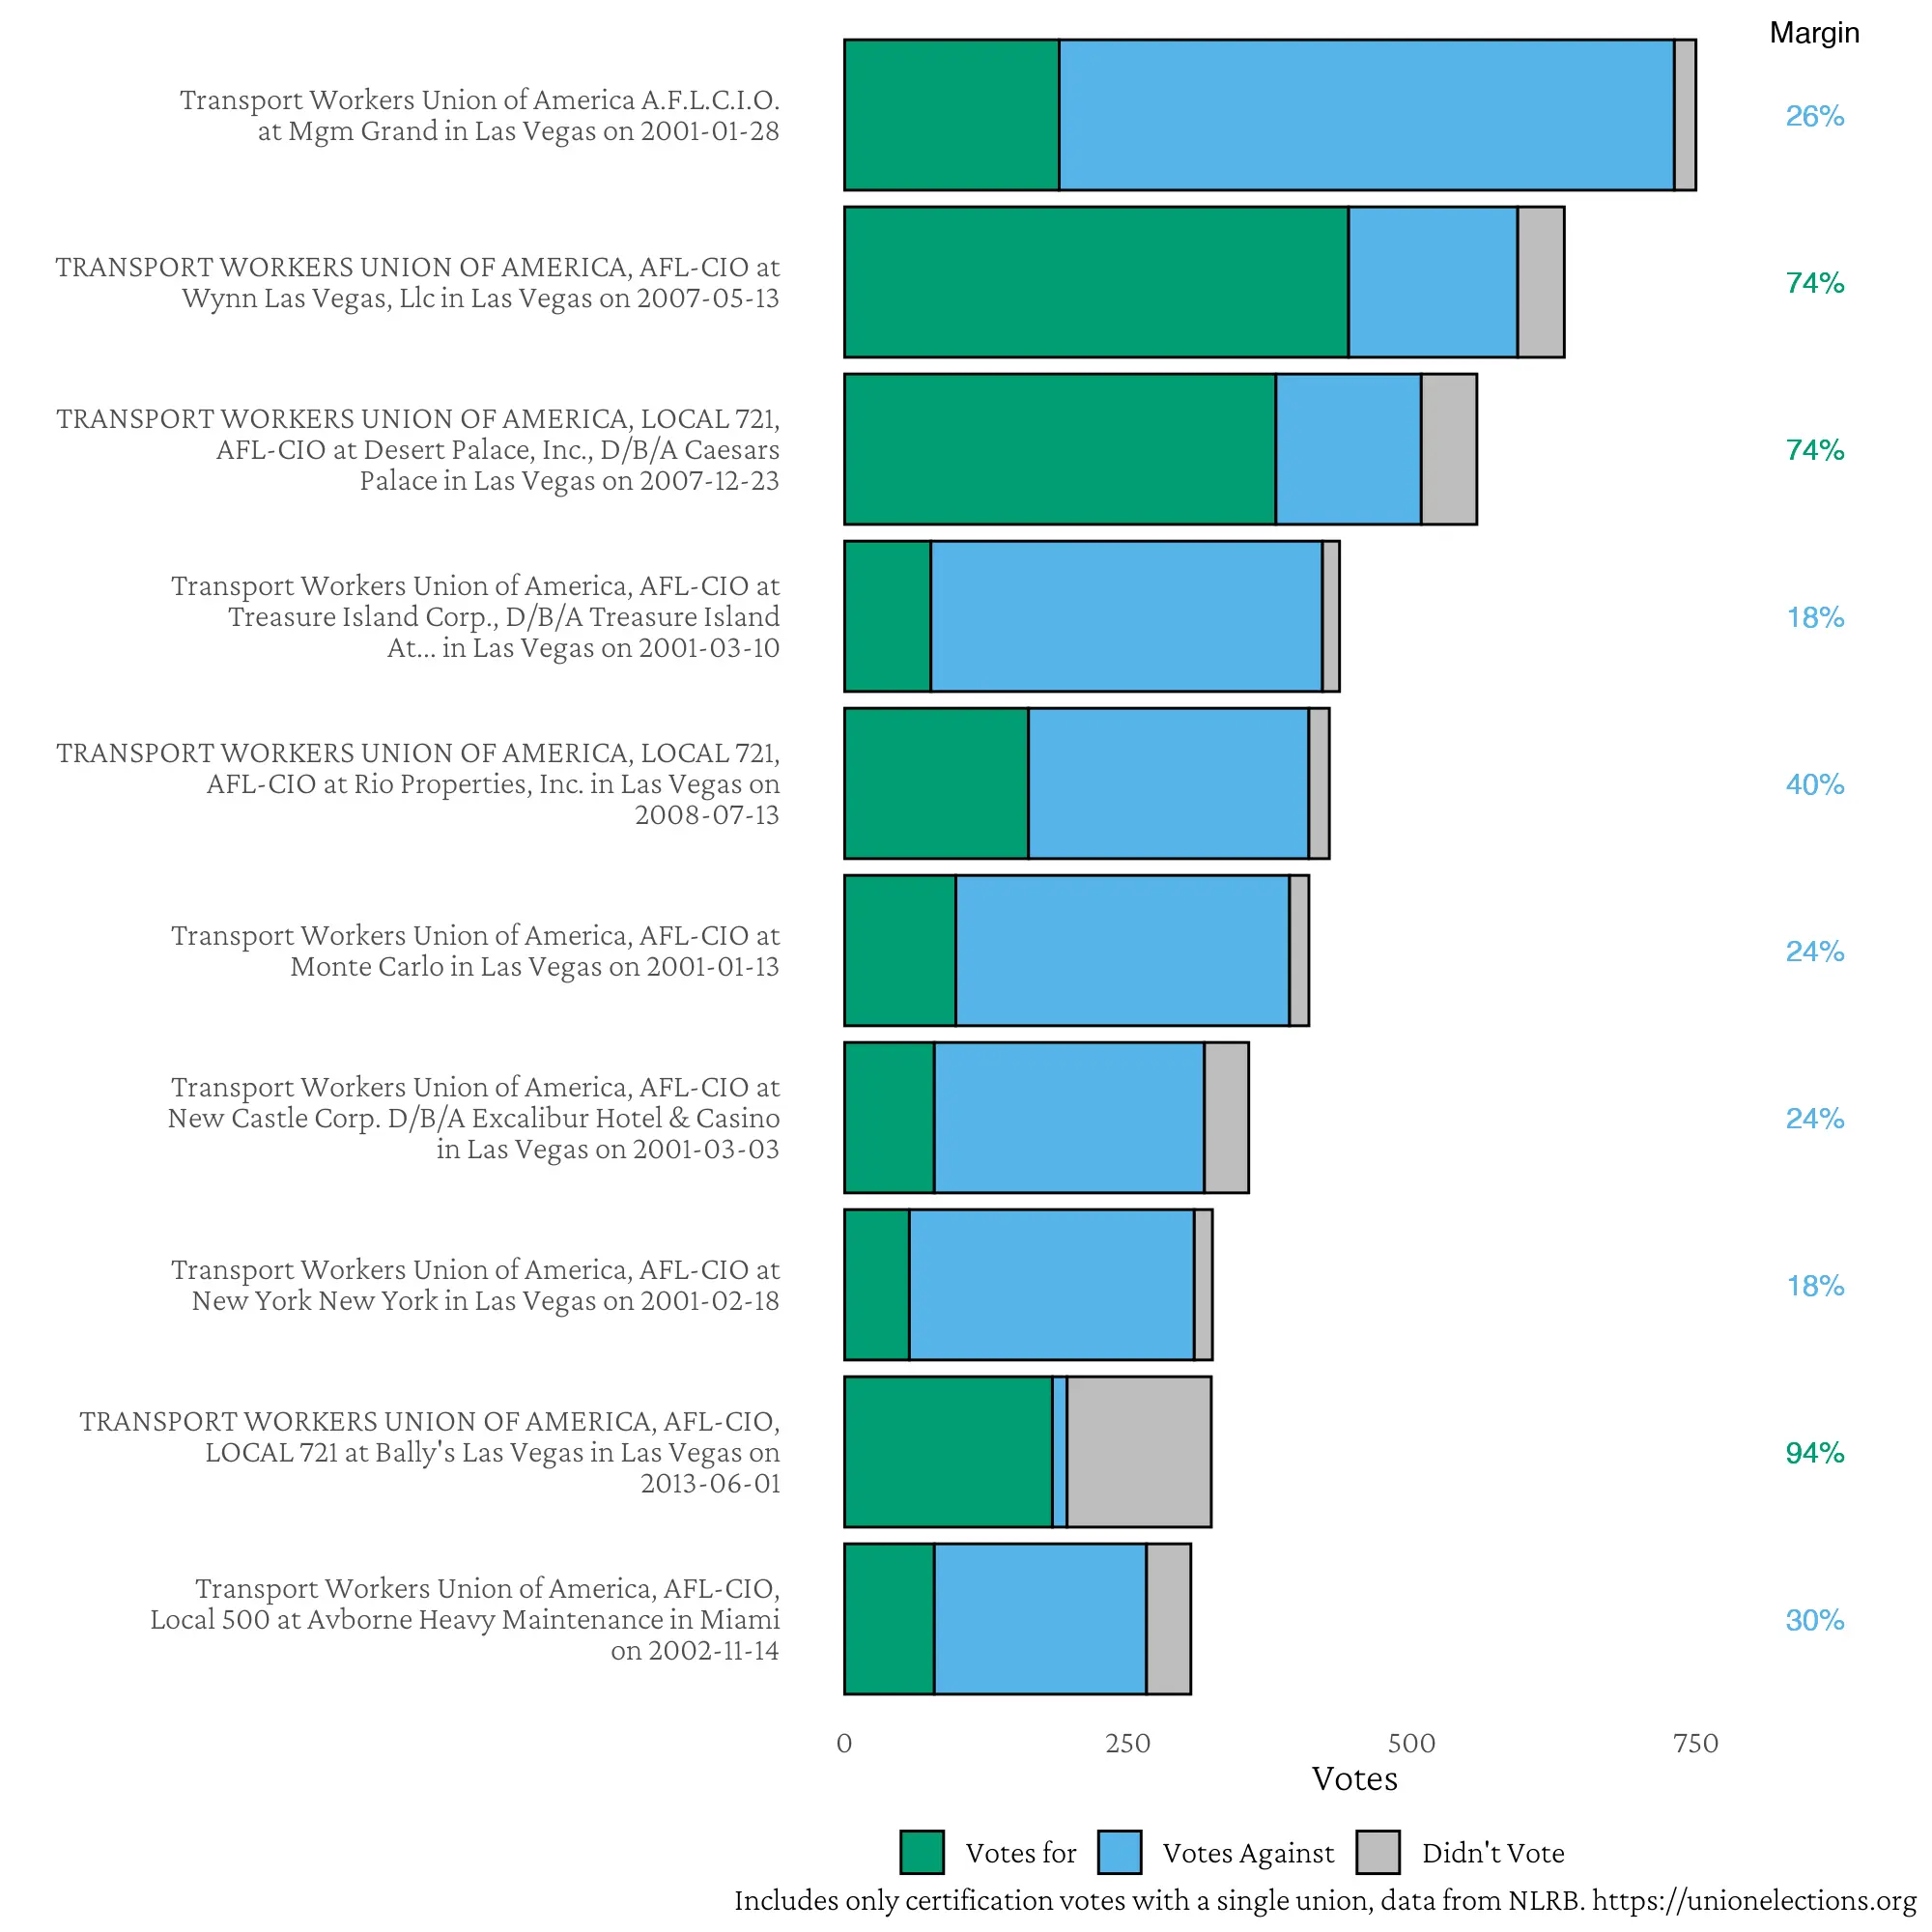 Margin
Transport Workers Union of America A.F.L.C.I.O.
at Mgm Grand in Las Vegas on 2001-01-28
26%
TRANSPORT WORKERS UNION OF AMERICA, AFL-CIO at
Wynn Las Vegas, Llc in Las Vegas on 2007-05-13
74%
TRANSPORT WORKERS UNION OF AMERICA, LOCAL 721,
AFL-CIO at Desert Palace, Inc., D/B/A Caesars
Palace in Las Vegas on 2007-12-23
74%
Transport Workers Union of America, AFL-CIO at
Treasure Island Corp., D/B/A Treasure Island
At... in Las Vegas on 2001-03-10
18%
TRANSPORT WORKERS UNION OF AMERICA, LOCAL 721,
AFL-CIO at Rio Properties, Inc. in Las Vegas on
2008-07-13
40%
Transport Workers Union of America, AFL-CIO at
Monte Carlo in Las Vegas on 2001-01-13
24%
Transport Workers Union of America, AFL-CIO at
New Castle Corp. D/B/A Excalibur Hotel & Casino
in Las Vegas on 2001-03-03
24%
Transport Workers Union of America, AFL-CIO at
New York New York in Las Vegas on 2001-02-18
18%
TRANSPORT WORKERS UNION OF AMERICA, AFL-CIO,
LOCAL 721 at Bally's Las Vegas in Las Vegas on
2013-06-01
94%
Transport Workers Union of America, AFL-CIO,
Local 500 at Avborne Heavy Maintenance in Miami
on 2002-11-14
30%
0 250 500 750
Votes
Votes for Votes Against Didn't Vote
Includes only certification votes with a single union, data from NLRB. https://unionelections.org